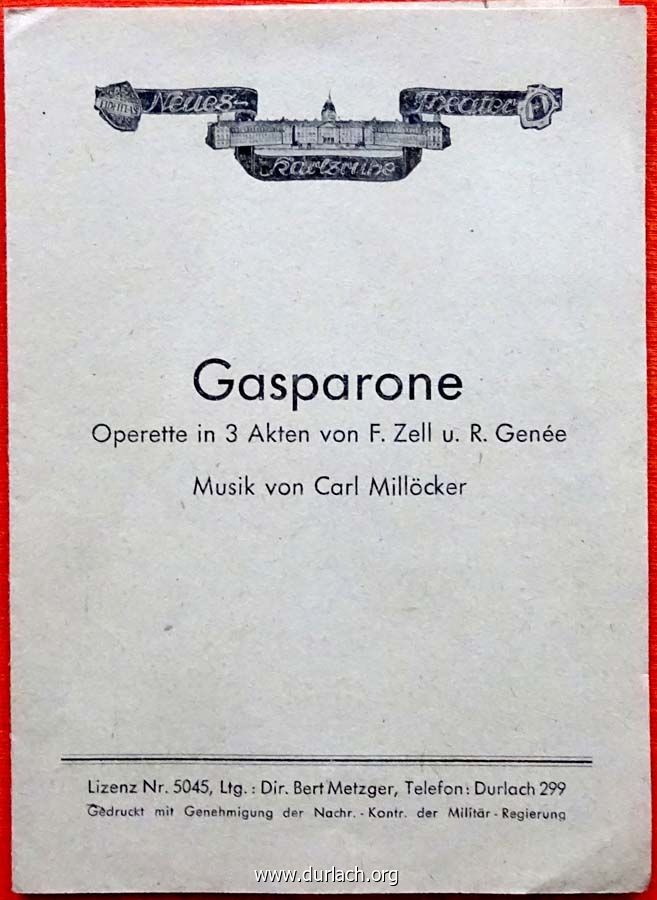 FIDELITAS
Neues-
Theater
Karlsruhe
Gasparone
Operette in 3 Akten von F. Zell u. R. Genée
Musik von Carl Millöcker
Lizenz Nr. 5045, Ltg.: Dir. Bert Metzger, Telefon: Durlach 299
Gedruckt mit Genehmigung der Nachr.-Kontr. der Militär-Regierung
www.durlach.org